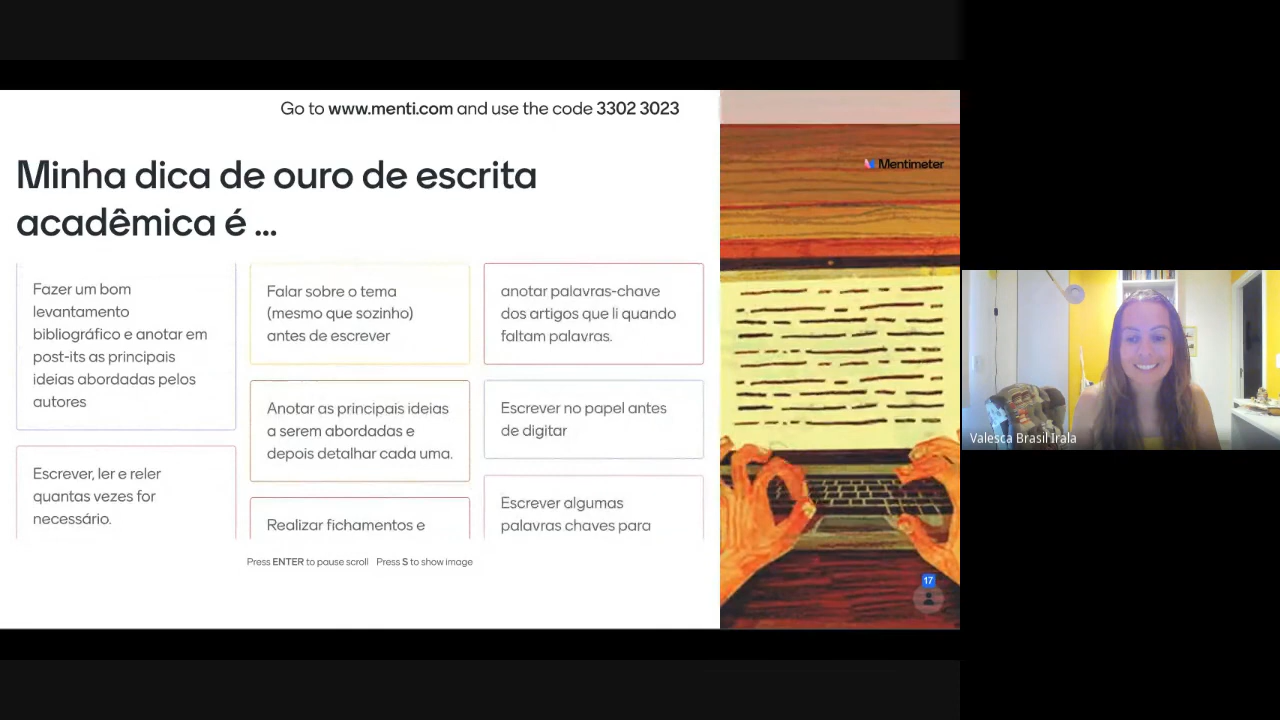 Go to www.menti.com and use the code 3302 3023
Mentimeter
Minha dica de ouro de escrita
acadêmica é ...
Fazer um bom
levantamento
bibliográfico e anotar em
post-its as principais
ideias abordadas pelos
autores
Escrever, ler e reler
quantas vezes for
necessário.
Falar sobre o tema
(mesmo que sozinho)
antes de escrever
Anotar as principais ideias
a serem abordadas e
depois detalhar cada uma.
Realizar fichamentos e
anotar palavras-chave
dos artigos que li quando
faltam palavras.
Escrever no papel antes
de digitar
Escrever algumas
palavras chaves para
Press ENTER to pause scroll Press S to show image
17
Valesca Brasil Irala